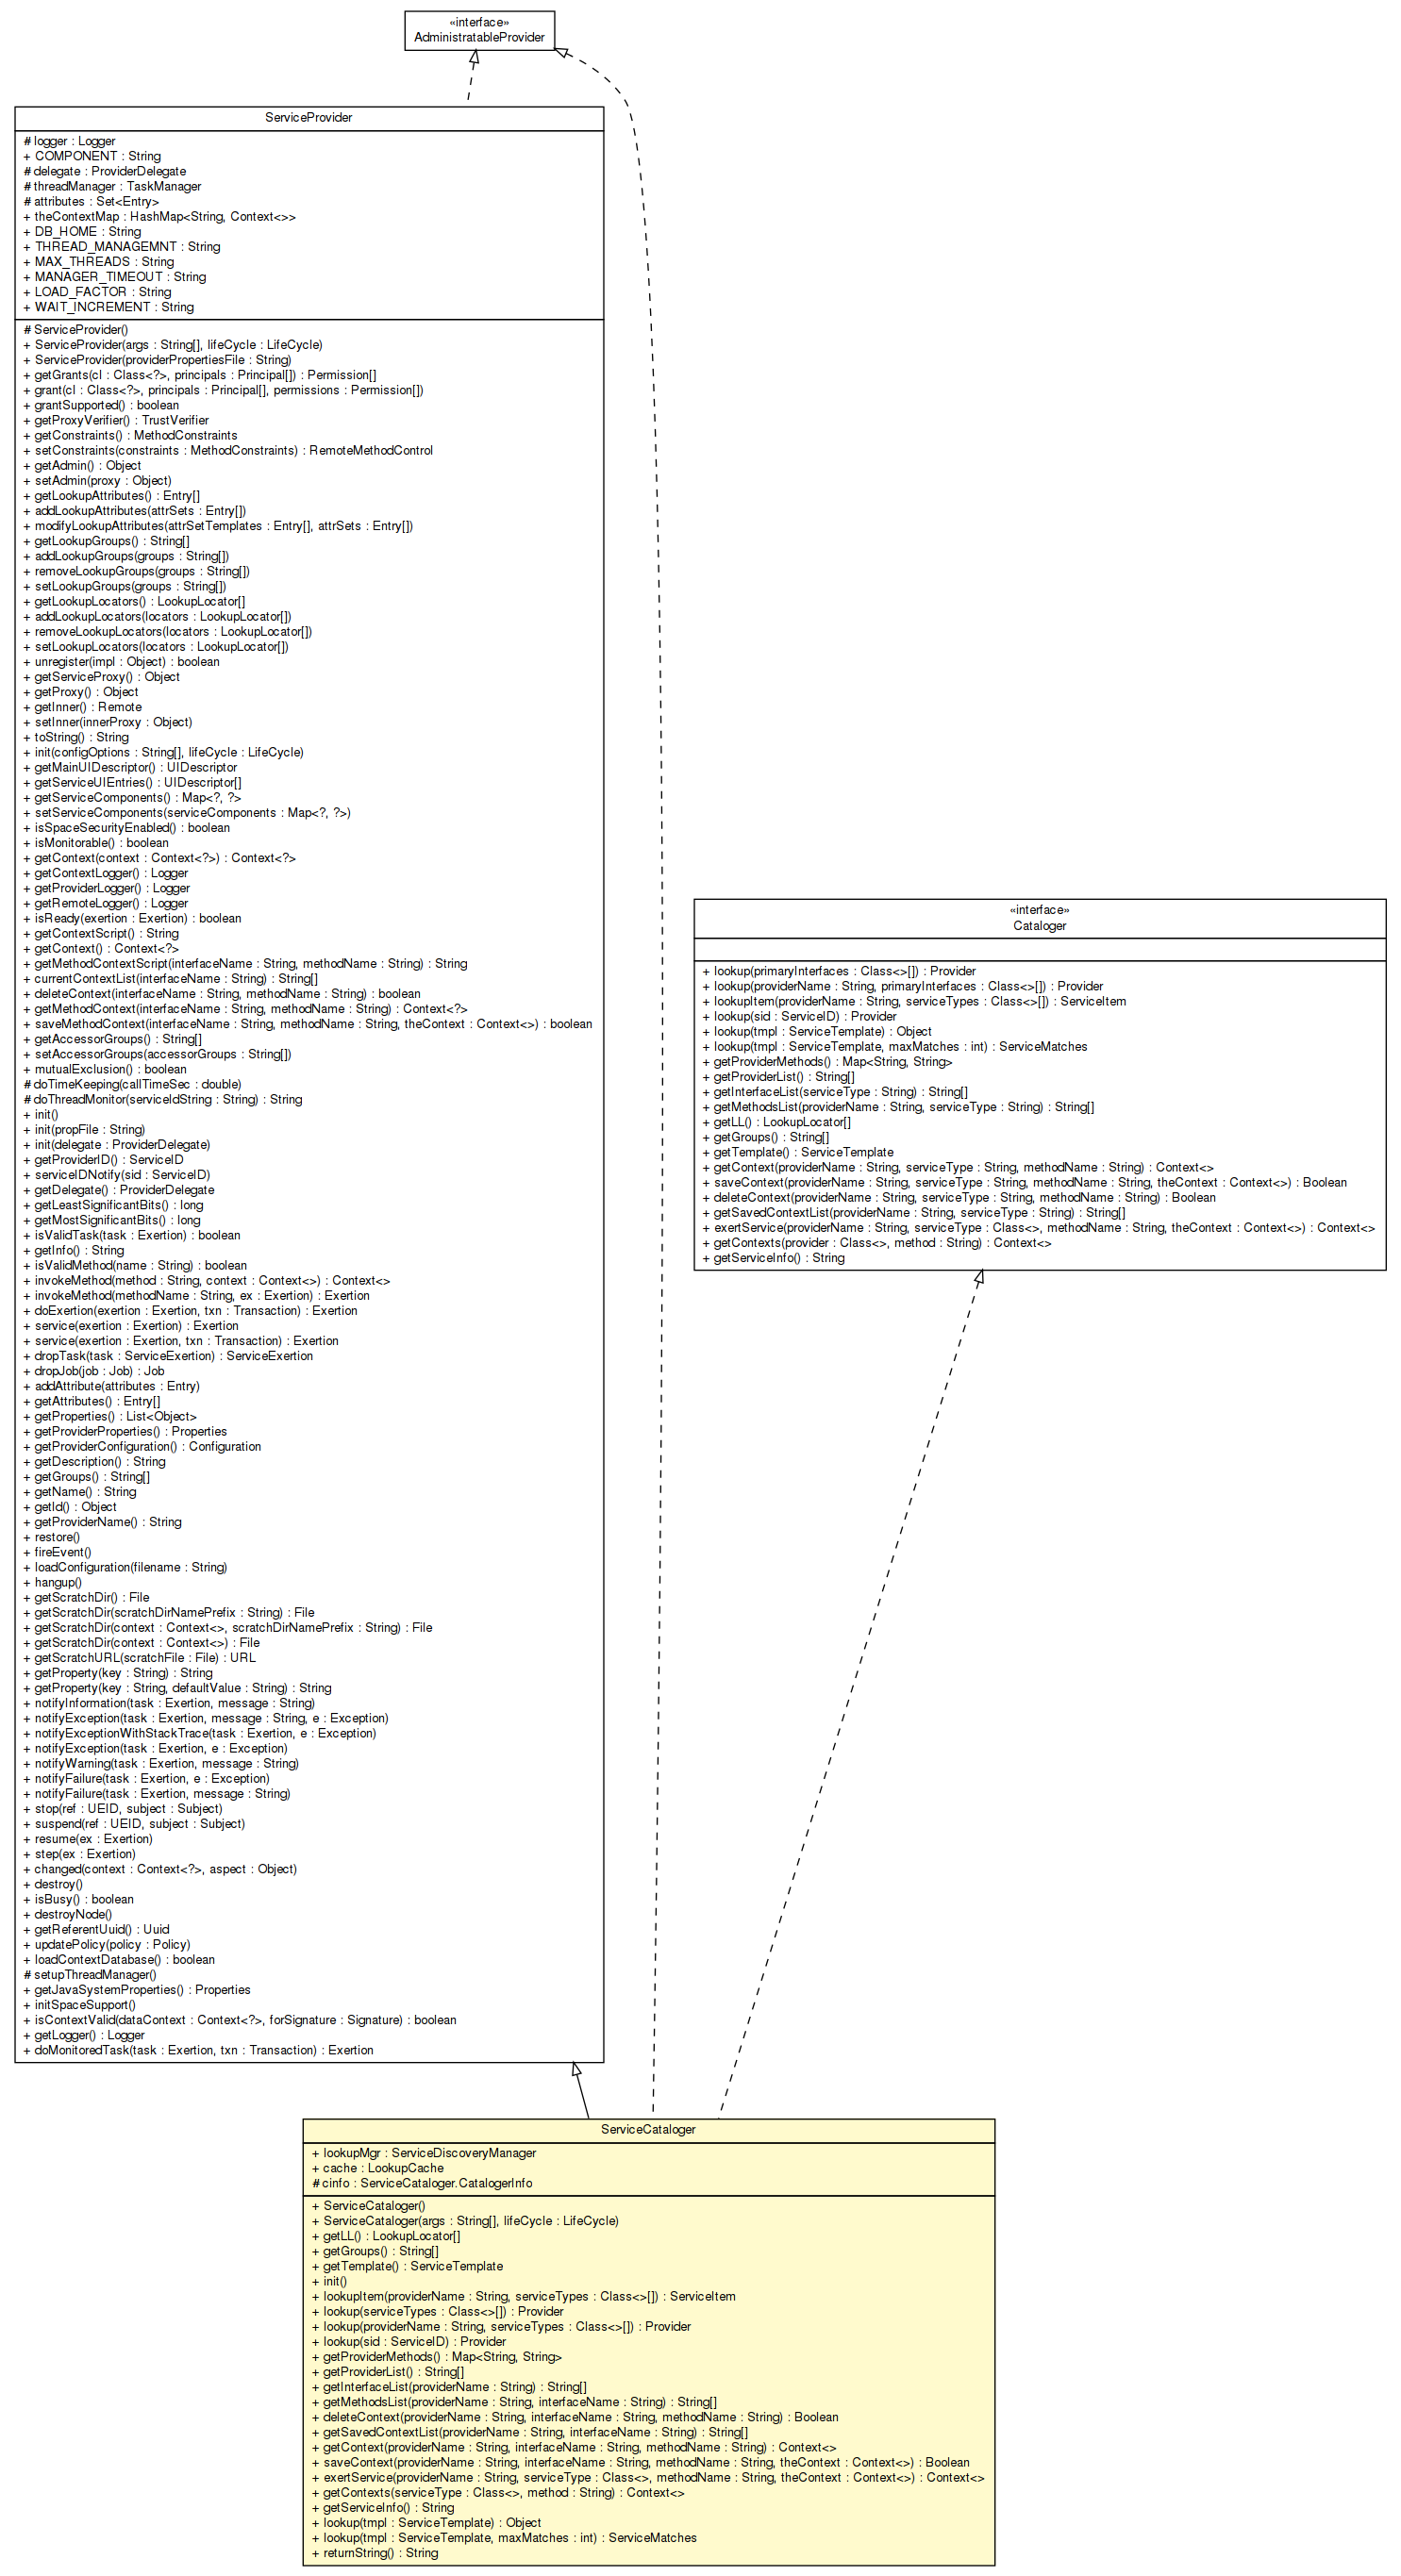 «interface»
AdministratableProvider
ServiceProvider
# logger : Logger
+ COMPONENT : String
# delegate : ProviderDelegate
# threadManager : TaskManager
# attributes : Set<Entry>
+ theContextMap : HashMap<String, Context<>>
+ DB_HOME : String
+ THREAD_MANAGEMNT : String
+ MAX_THREADS : String
+ MANAGER_TIMEOUT : String
+ LOAD_FACTOR : String
+ WAIT_INCREMENT : String
# ServiceProvider()
+ ServiceProvider(args : String[], lifeCycle : LifeCycle)
+ ServiceProvider(providerPropertiesFile : String)
+ getGrants(cl : Class<?>, principals : Principal[]) : Permission[]
+ grant(cl : Class<?>, principals : Principal[], permissions : Permission[])
+ grantSupported() : boolean
+ getProxyVerifier() : TrustVerifier
+ getConstraints() : MethodConstraints
+ setConstraints(constraints : MethodConstraints) : RemoteMethodControl
+ getAdmin() : Object
+ setAdmin(proxy : Object)
+ getLookupAttributes() : Entry[]
+ addLookupAttributes(attrSets : Entry[])
+ modifyLookupAttributes(attrSetTemplates : Entry[], attrSets : Entry[])
+ getLookupGroups() : String[]
+ addLookupGroups(groups : String[])
+ removeLookupGroups(groups : String[])
+ setLookupGroups(groups : String[])
+ getLookupLocators() : LookupLocator[]
+ addLookupLocators(locators : LookupLocator[])
+ removeLookupLocators(locators : LookupLocator[])
+ setLookupLocators(locators : LookupLocator[])
+ unregister(impl : Object) : boolean
+ getServiceProxy() : Object
+ getProxy() : Object
+ getInner() : Remote
+ setInner(innerProxy : Object)
+ toString() : String
+ init(configOptions : String[], lifeCycle : LifeCycle)
+ getMainUIDescriptor() : UIDescriptor
+ getServiceUIEntries() : UIDescriptor[]
+ getServiceComponents() : Map<?, ?>
+ setServiceComponents(serviceComponents : Map<?, ?>)
+ isSpaceSecurityEnabled() : boolean
+ isMonitorable() : boolean
+ getContext(context : Context<?>) : Context<?>
+ getContextLogger() : Logger
+ getProviderLogger() : Logger
+ getRemoteLogger() : Logger
+ isReady(exertion : Exertion) : boolean
+ getContextScript() : String
+ getContext() : Context<?>
+ getMethodContextScript(interfaceName : String, methodName : String) : String
+ currentContextList(interfaceName : String) : String[]
+ deleteContext(interfaceName : String, methodName : String) : boolean
+ getMethodContext(interfaceName : String, methodName : String) : Context<?>
+ saveMethodContext(interfaceName : String, methodName : String, theContext : Context<>) : boolean
+ getAccessorGroups() : String[]
+ setAccessorGroups(accessorGroups : String[])
+ mutualExclusion() : boolean
# doTimeKeeping(callTimeSec : double)
# doThreadMonitor(serviceIdString : String) : String
+ init()
+ init(propFile : String)
+ init(delegate : ProviderDelegate)
+ getProviderID() : ServiceID
+ serviceIDNotify(sid : ServiceID)
+ getDelegate() : ProviderDelegate
+ getLeastSignificantBits() : long
+ getMostSignificantBits() : long
+ isValidTask(task : Exertion) : boolean
+ getInfo() : String
+ isValidMethod(name : String) : boolean
+ invokeMethod(method : String, context : Context<>) : Context<>
+ invokeMethod(methodName : String, ex : Exertion) : Exertion
+ doExertion(exertion : Exertion, txn : Transaction) : Exertion
+ service(exertion : Exertion) : Exertion
+ service(exertion : Exertion, txn : Transaction) : Exertion
+ dropTask(task : ServiceExertion) : ServiceExertion
+ dropJob(job : Job) : Job
+ addAttribute(attributes : Entry)
+ getAttributes() : Entry[]
+ getProperties() : List<Object>
+ getProviderProperties() : Properties
+ getProviderConfiguration() : Configuration
+ getDescription() : String
+ getGroups() : String[]
+ getName() : String
+ getId() : Object
+ getProviderName() : String
+ restore()
+ fireEvent()
+ loadConfiguration(filename : String)
+ hangup()
+ getScratchDir() : File
+ getScratchDir(scratchDirNamePrefix : String) : File
+ getScratchDir(context : Context<>, scratchDirNamePrefix : String) : File
+ getScratchDir(context : Context<>) : File
+ getScratchURL(scratchFile : File) : URL
+ getProperty(key : String) : String
+ getProperty(key : String, defaultValue : String) : String
+ notifyInformation(task : Exertion, message : String)
+ notifyException(task : Exertion, message : String, e : Exception)
+ notifyExceptionWithStackTrace(task : Exertion, e : Exception)
+ notifyException(task : Exertion, e : Exception)
+ notifyWarning(task : Exertion, message : String)
+ notifyFailure(task : Exertion, e : Exception)
+ notifyFailure(task : Exertion, message : String)
+ stop(ref : UEID, subject : Subject)
+ suspend(ref : UEID, subject : Subject)
+ resume(ex : Exertion)
+ step(ex : Exertion)
+ changed(context : Context<?>, aspect : Object)
+ destroy()
+ isBusy() : boolean
+ destroyNode()
+ getReferentUuid() : Uuid
+ updatePolicy(policy : Policy)
+ loadContextDatabase() : boolean
# setupThreadManager()
+ getJavaSystemProperties() : Properties
+ initSpaceSupport()
+ isContextValid(dataContext : Context<?>, forSignature : Signature) : boolean
+ getLogger() : Logger
+ doMonitoredTask(task : Exertion, txn : Transaction) : Exertion
«interface»
Cataloger
+ lookup(primaryInterfaces : Class<>[]) : Provider
+ lookup(providerName : String, primaryInterfaces : Class<>[]) : Provider
+ lookupItem(providerName : String, serviceTypes : Class<>[]) : ServiceItem
+ lookup(sid : ServiceID) : Provider
+ lookup(tmpl : ServiceTemplate) : Object
+ lookup(tmpl : ServiceTemplate, maxMatches : int) : ServiceMatches
+ getProviderMethods() : Map<String, String>
+ getProviderList() : String[]
+ getInterfaceList(serviceType : String) : String[]
+ getMethodsList(providerName : String, serviceType : String) : String[]
+ getLL() : LookupLocator[]
+ getGroups() : String[]
+ getTemplate() : ServiceTemplate
+ getContext(providerName : String, serviceType : String, methodName : String) : Context<>
+ saveContext(providerName : String, serviceType : String, methodName : String, theContext : Context<>) : Boolean
+ deleteContext(providerName : String, serviceType : String, methodName : String) : Boolean
+ getSavedContextList(providerName : String, serviceType : String) : String[]
+ exertService(providerName : String, serviceType : Class<>, methodName : String, theContext : Context<>) : Context<>
+ getContexts(provider : Class<>, method : String) : Context<>
+ getServiceInfo() : String
ServiceCataloger
+ lookupMgr : ServiceDiscoveryManager
+ cache : LookupCache
# cinfo : ServiceCataloger.CatalogerInfo
+ ServiceCataloger()
+ ServiceCataloger(args : String[], lifeCycle : LifeCycle)
+ getLL() : LookupLocator[]
+ getGroups() : String[]
+ getTemplate() : ServiceTemplate
+ init()
+ lookupItem(providerName : String, serviceTypes : Class<>[]) : ServiceItem
+ lookup(serviceTypes : Class<>[]) : Provider
+ lookup(providerName : String, serviceTypes : Class<>[]) : Provider
+ lookup(sid : ServiceID) : Provider
+ getProviderMethods() : Map<String, String>
+ getProviderList() : String[]
+ getInterfaceList(providerName : String) : String[]
+ getMethodsList(providerName : String, interfaceName : String) : String[]
+ deleteContext(providerName : String, interfaceName : String, methodName : String) : Boolean
+ getSavedContextList(providerName : String, interfaceName : String) : String[]
+ getContext(providerName : String, interfaceName : String, methodName : String) : Context<>
+ saveContext(providerName : String, interfaceName : String, methodName : String, theContext : Context<>) : Boolean
+ exertService(providerName : String, serviceType : Class<>, methodName : String, theContext : Context<>) : Context<>
+ getContexts(serviceType : Class<>, method : String) : Context<>
+ getServiceInfo() : String
+ lookup(tmpl : ServiceTemplate) : Object
+ lookup(tmpl : ServiceTemplate, maxMatches : int) : ServiceMatches
+ returnString() : String